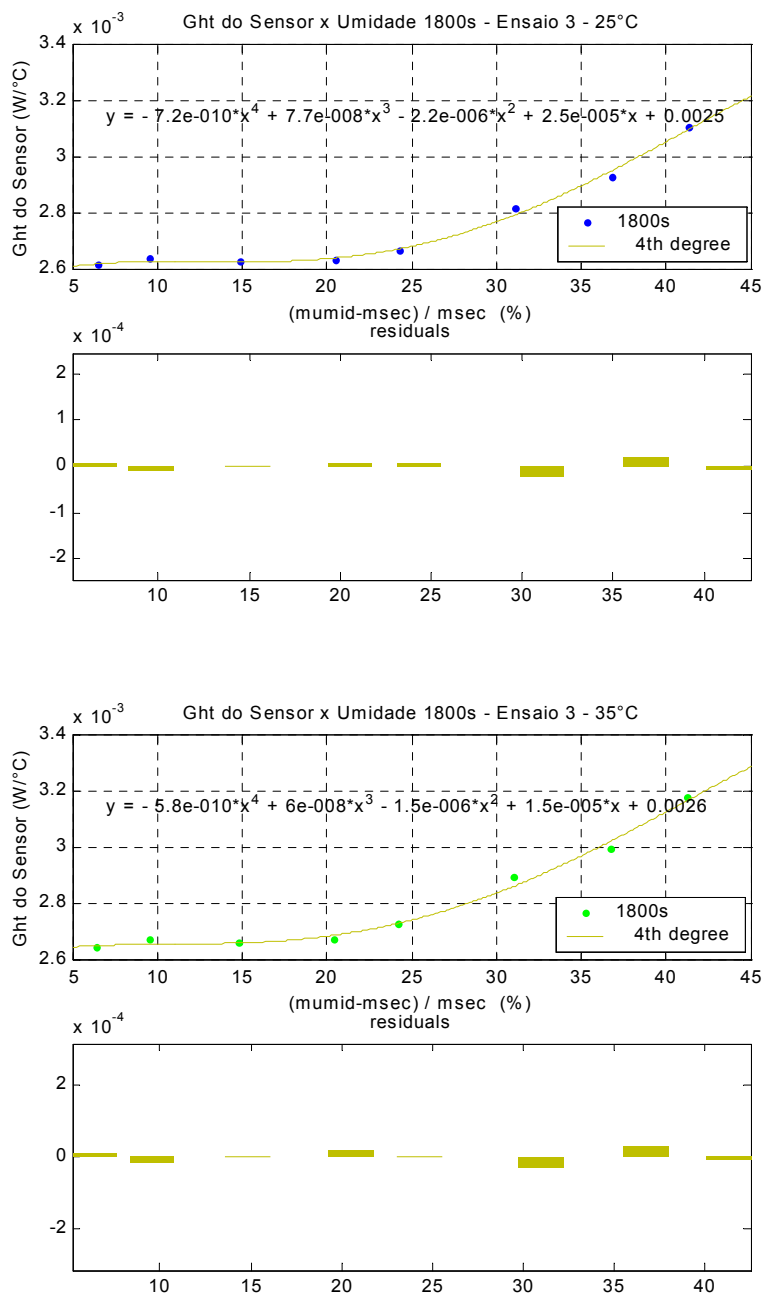 x 10^-3
Ght do Sensor x Umidade 1800s - Ensaio 3 - 25°C
3.4
3.2
3
2.8
2.6
Ght do Sensor (W/°C)
y = - 7.2e-010*x^4 + 7.7e-008*x^3 - 2.2e-006*x^2 + 2.5e-005*x + 0.0025
1800s
4th degree
5 10 15 20 25 30 35 40 45
(mumid-msec) / msec (%)
x 10^-4
residuals
2
1
0
-1
-2
10 15 20 25 30 35 40
x 10^-3
Ght do Sensor x Umidade 1800s - Ensaio 3 - 35°C
3.4
3.2
3
2.8
2.6
Ght do Sensor (W/°C)
y = - 5.8e-010*x^4 + 6e-008*x^3 - 1.5e-006*x^2 + 1.5e-005*x + 0.0026
1800s
4th degree
5 10 15 20 25 30 35 40 45
(mumid-msec) / msec (%)
x 10^-4
residuals
2
0
-2
10 15 20 25 30 35 40